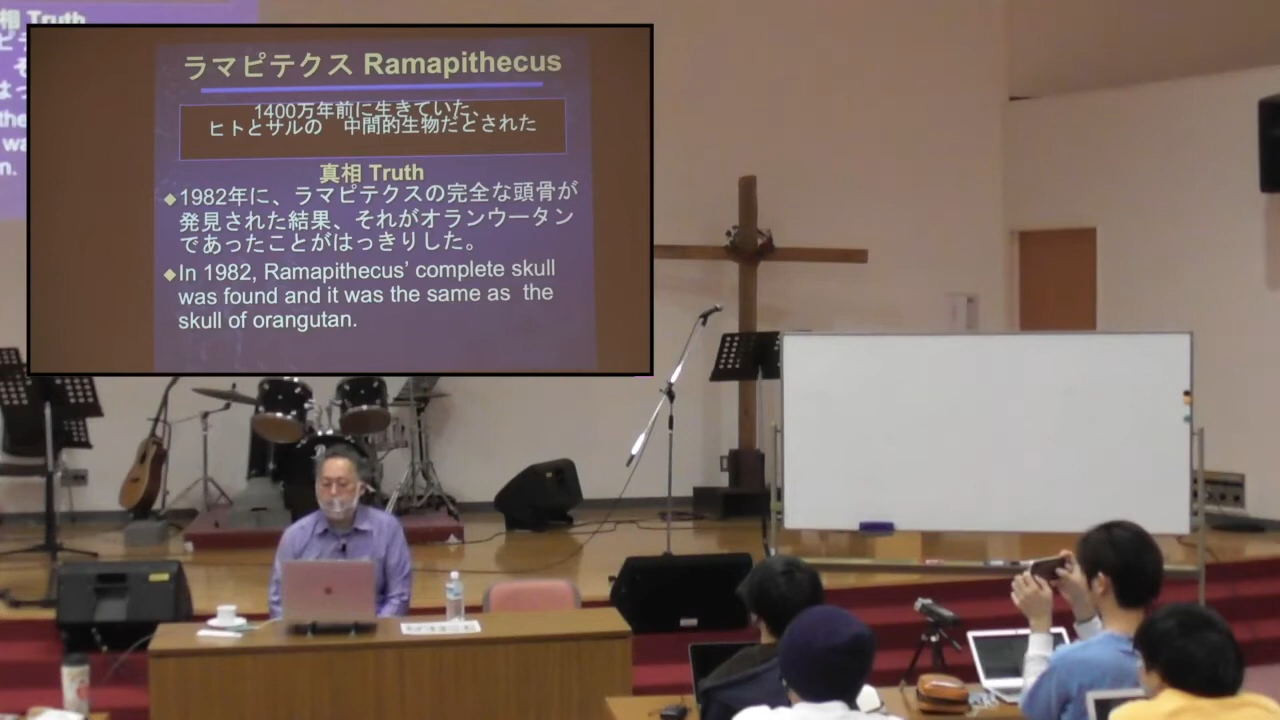 ラマピテクス Ramapithecus
1400万年前に生きていた、
ヒトとサルの 中間的生物だとされた
真相 Truth
◆1982年に、ラマピテクスの完全な頭骨が
発見された結果、それがオランウータン
であったことがはっきりした。
◆In 1982, Ramapithecus' complete skull
was found and it was the same as the
skull of orangutan.
相 Truth